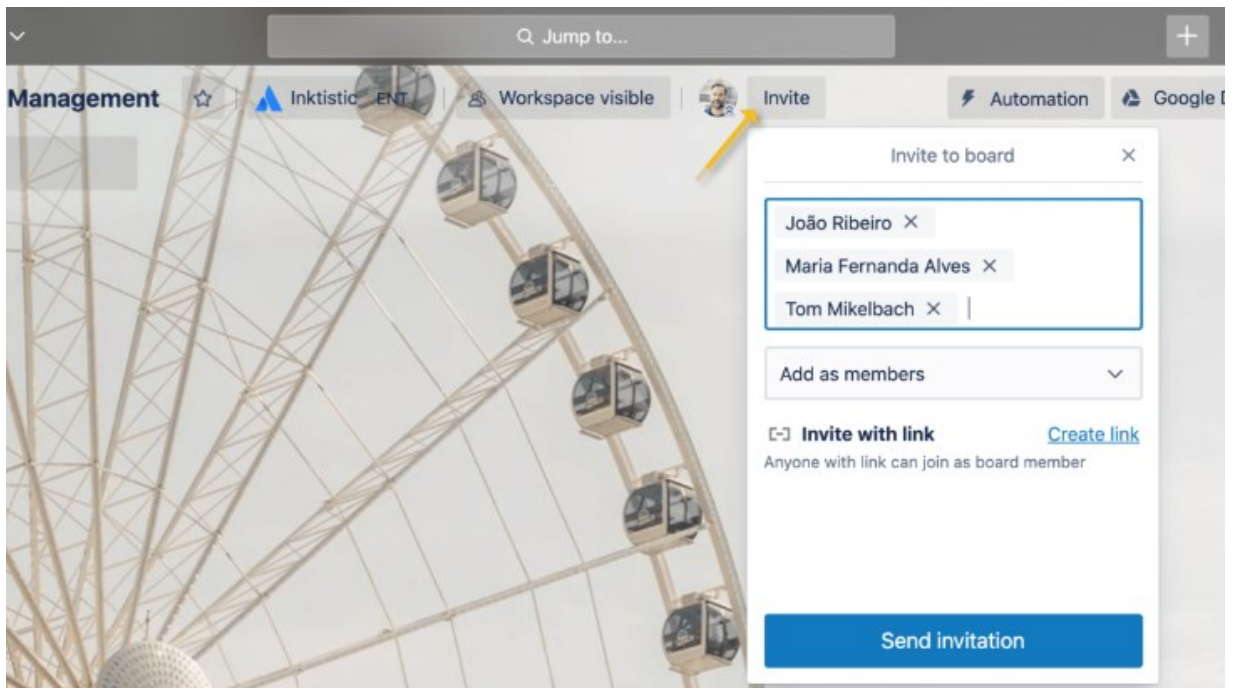 Jump to...
Management Inktistic ENT Workspace visible Invite Automation Google
Invite to board
João Ribeiro
Maria Fernanda Alves
Tom Mikelbach
Add as members
Invite with link Create link
Anyone with link can join as board member
Send invitation